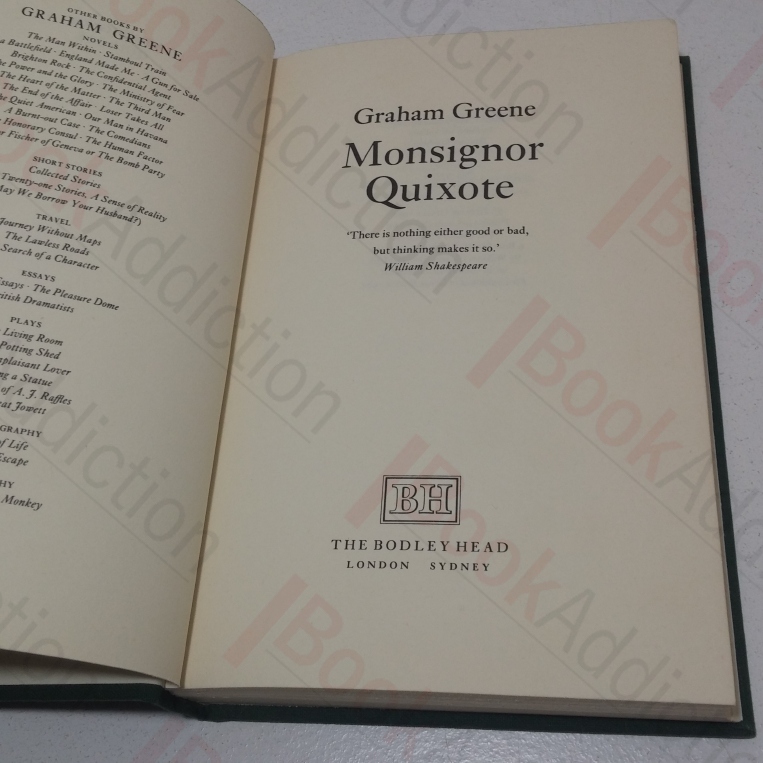 OTHER BOOKS BY
GRAHAM GREENE
NOVELS
The Man Within · Stamboul Train
a Battlefield · England Made Me · A Gun for Sale
Brighton Rock · The Confidential Agent
Power and the Glory · The Ministry of Fear
The Heart of the Matter · The Third Man
The End of the Affair · Loser Takes All
Quiet American · Our Man in Havana
A Burnt-out Case · The Comedians
Honorary Consul · The Human Factor
Fischer of Geneva or The Bomb Party
SHORT STORIES
Collected Stories
Twenty-one Stories, A Sense of Reality
May We Borrow Your Husband?)
TRAVEL
Journey Without Maps
The Lawless Roads
Search of a Character
ESSAYS
Essays · The Pleasure Dome
British Dramatists
PLAYS
Living Room
Potting Shed
Complaisant Lover
a Statue
of A. J. Raffles
Jowett
of Life
Escape
Monkey
Graham Greene
Monsignor
Quixote
‘There is nothing either good or bad,
but thinking makes it so.’
William Shakespeare
BH
THE BODLEY HEAD
LONDON SYDNEY
BookAddiction
BookAddiction
BookAddiction
BookAddiction